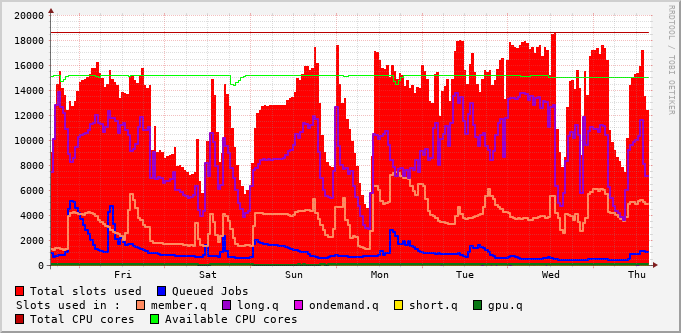 20000
18000
16000
14000
12000
10000
8000
6000
4000
2000
0
Fri Sat Sun Mon Tue Wed Thu
RRDTOOL / TOBI OETIKER
Total slots used Queued Jobs
Slots used in : member.q long.q ondemand.q short.q gpu.q
Total CPU cores Available CPU cores